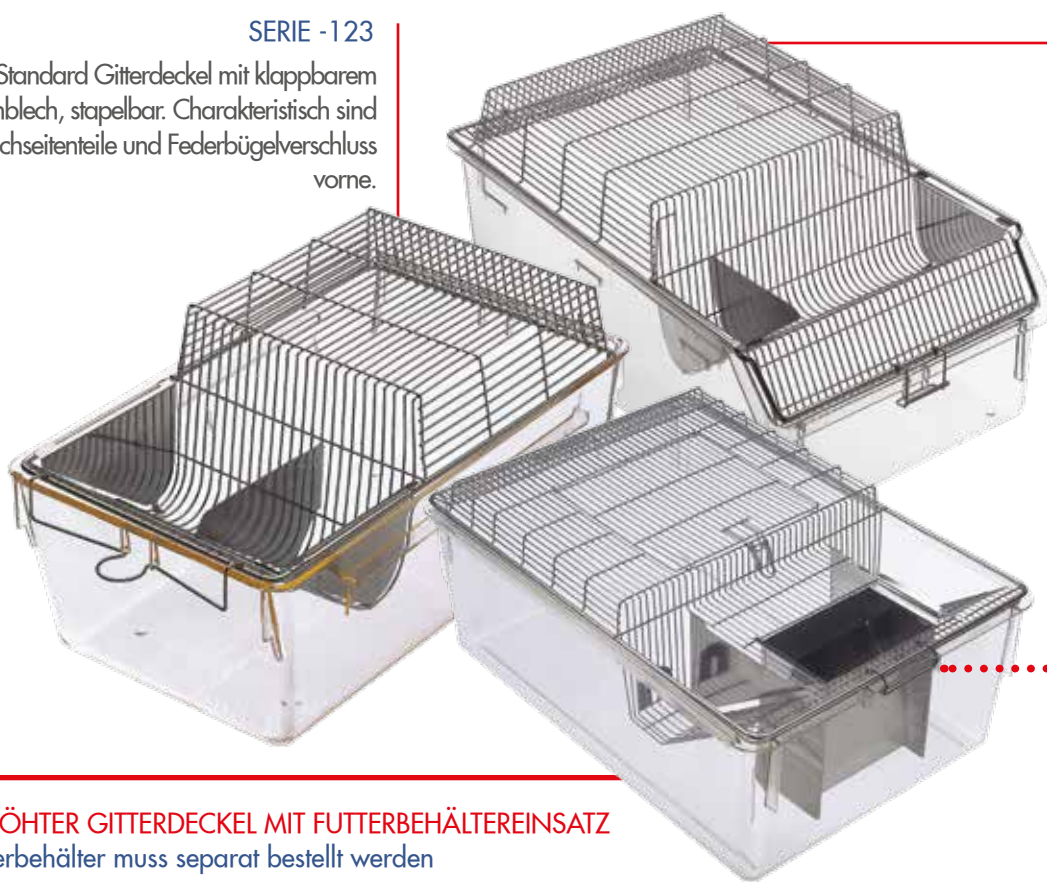 SERIE -123
Standard Gitterdeckel mit klappbarem
nblech, stapelbar. Charakteristisch sind
chseitenteile und Federbügelverschluss
vorne.
ÖHTER GITTERDECKEL MIT FUTTERBEHÄLTEREINSATZ
erbehälter muss separat bestellt werden